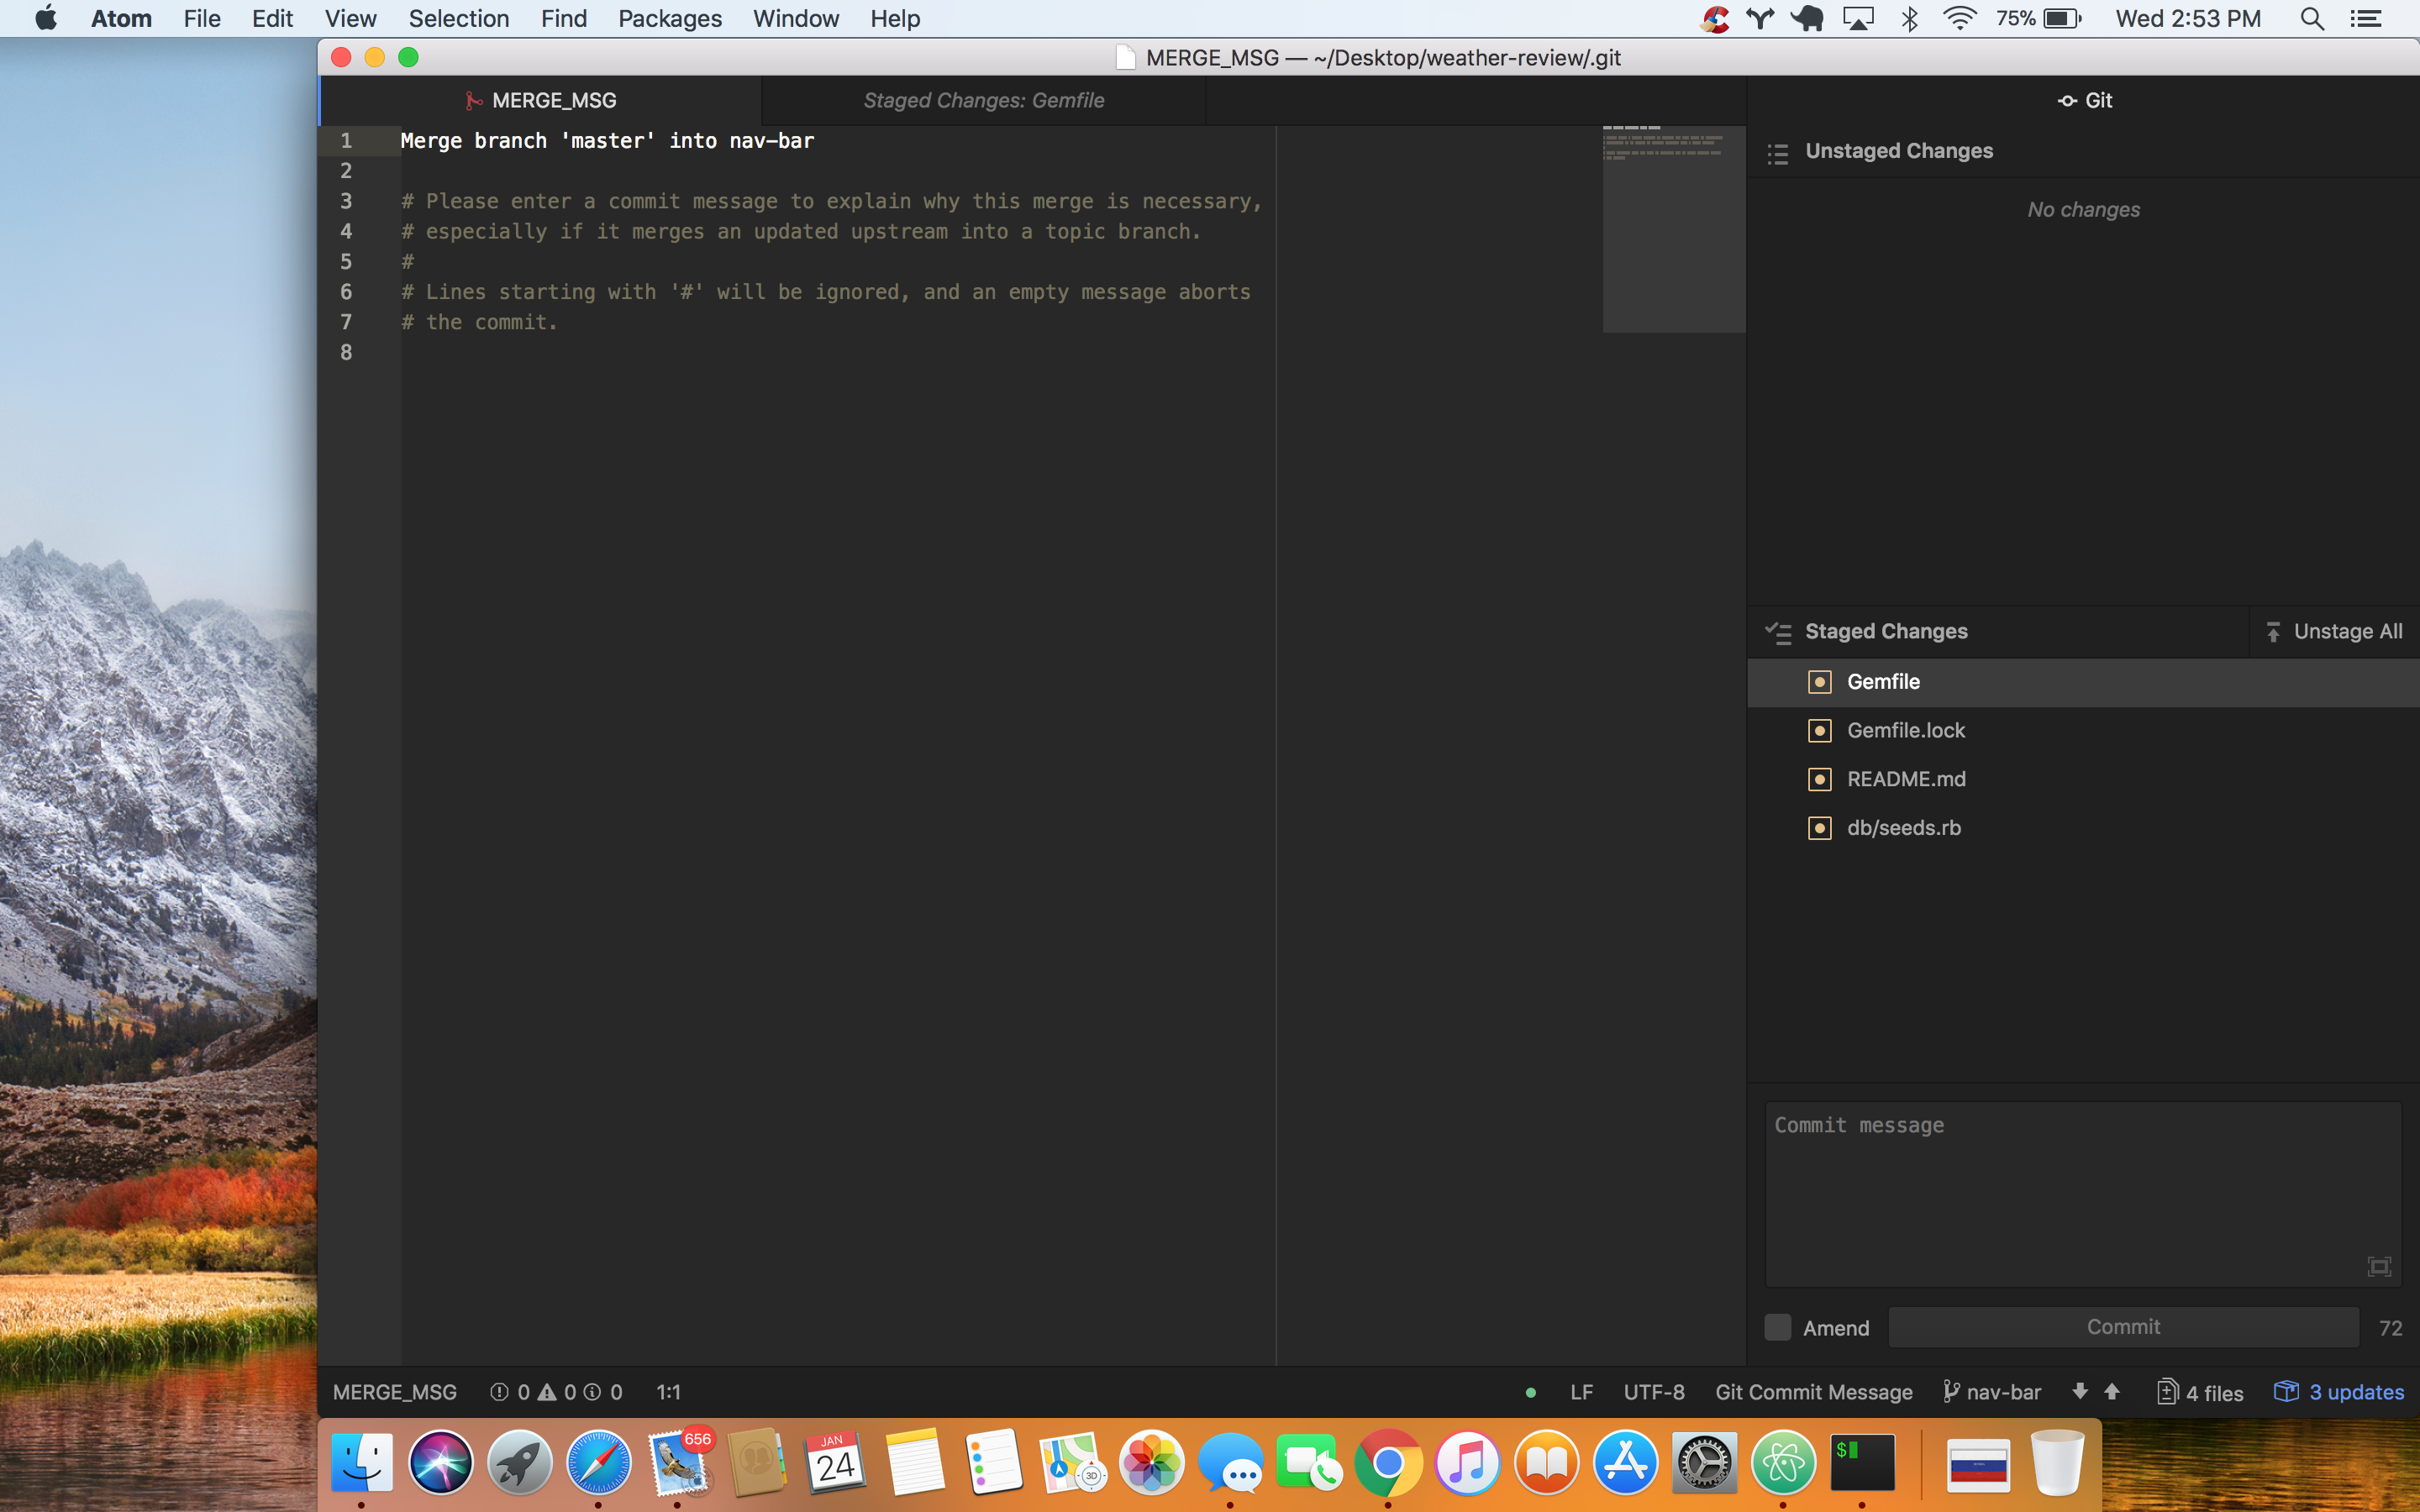 Atom File Edit View Selection Find Packages Window Help 75% Wed 2:53 PM
MERGE_MSG — ~/Desktop/weather-review/.git
MERGE_MSG Staged Changes: Gemfile Git
1 Merge branch 'master' into nav-bar
2
3 # Please enter a commit message to explain why this merge is necessary,
4 # especially if it merges an updated upstream into a topic branch.
5 #
6 # Lines starting with '#' will be ignored, and an empty message aborts
7 # the commit.
8
Unstaged Changes
No changes
Staged Changes Unstage All
Gemfile
Gemfile.lock
README.md
db/seeds.rb
Commit message
Amend Commit 72
MERGE_MSG 0 0 0 1:1 LF UTF-8 Git Commit Message nav-bar 4 files 3 updates
656
JAN
24
3D
$